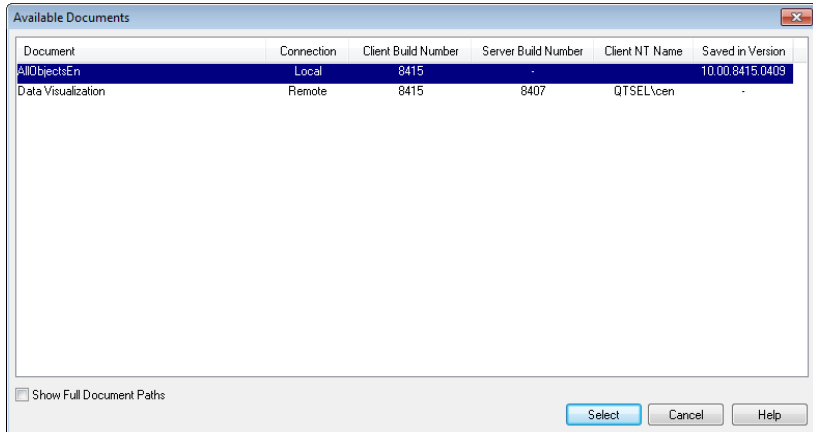 Available Documents
Document Connection Client Build Number Server Build Number Client NT Name Saved in Version
AllObjectsEn Local 8415 - 10.00.8415.0409
Data Visualization Remote 8415 8407 QTSEL\cen -
Show Full Document Paths
Select Cancel Help